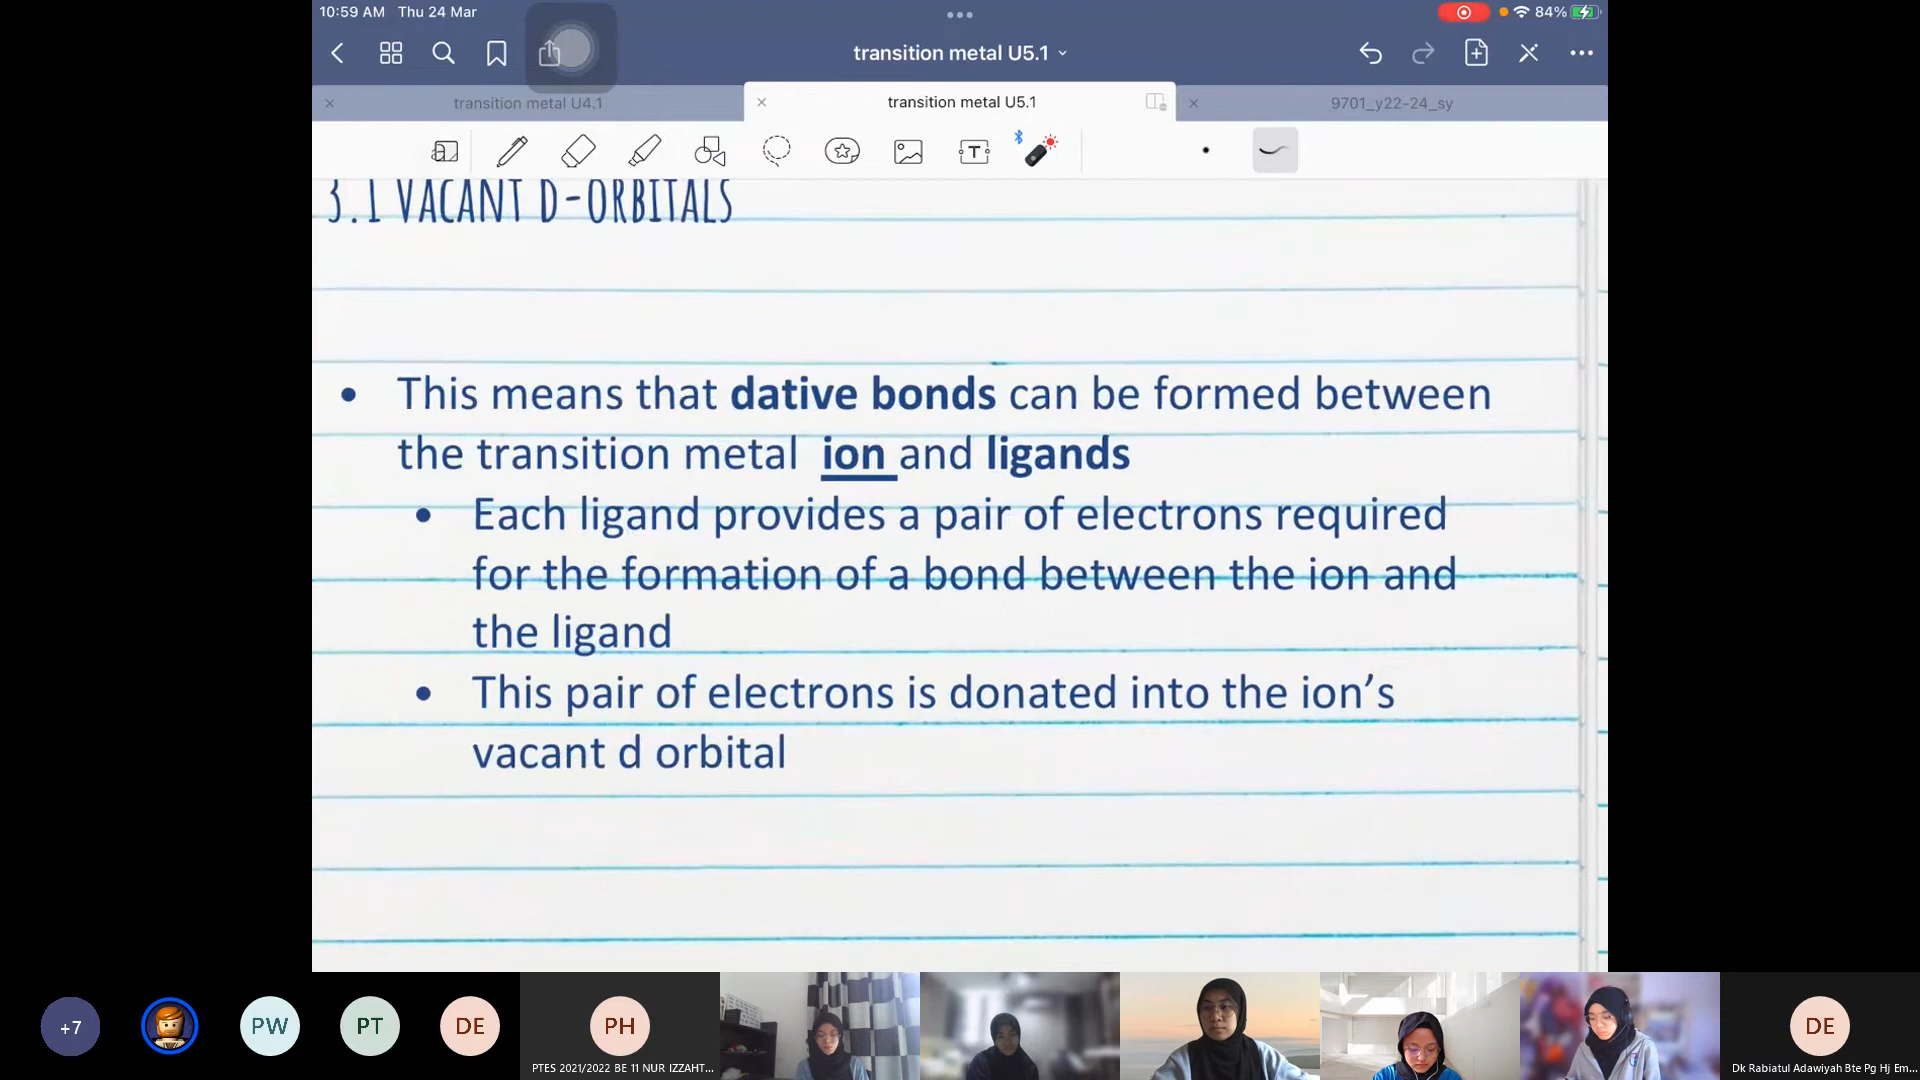 10:59 AM Thu 24 Mar
84%
transition metal U5.1
transition metal U4.1
transition metal U5.1
9701_y22-24_sy
3.1 VACANT D-ORBITALS
• This means that dative bonds can be formed between
the transition metal ion and ligands
• Each ligand provides a pair of electrons required
for the formation of a bond between the ion and
the ligand
• This pair of electrons is donated into the ion's
vacant d orbital
+7
PW
PT
DE
PH
PTES 2021/2022 BE 11 NUR IZZAHT...
DE
Dk Rabiatul Adawiyah Bte Pg Hj Em...